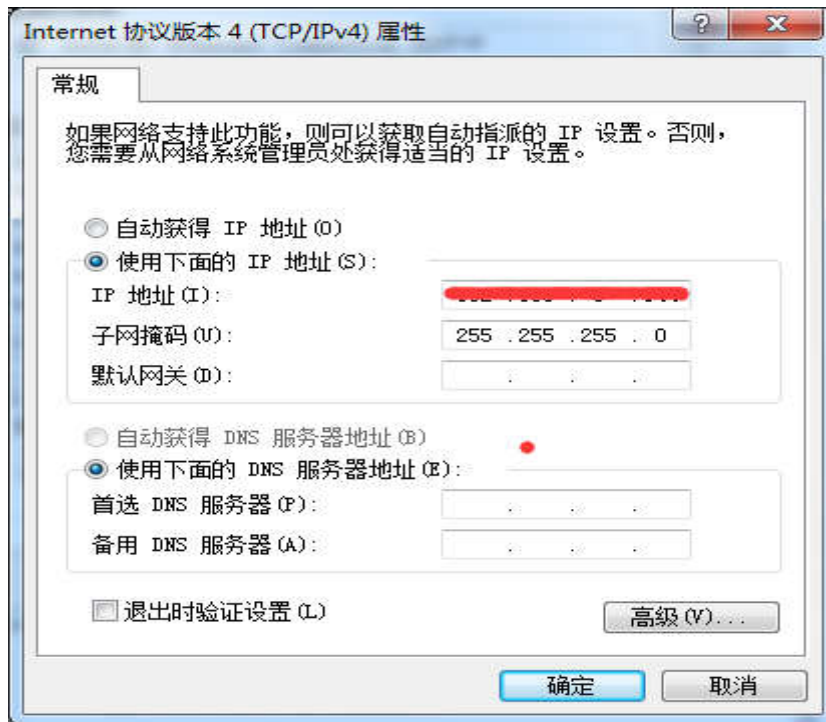 Internet 协议版本 4 (TCP/IPv4) 属性
常规
如果网络支持此功能，则可以获取自动指派的 IP 设置。否则，
您需要从网络系统管理员处获得适当的 IP 设置。
自动获得 IP 地址(O)
使用下面的 IP 地址(S):
IP 地址(I):
子网掩码(U): 255 .255 .255 . 0
默认网关(D): . . .
自动获得 DNS 服务器地址(B)
使用下面的 DNS 服务器地址(E):
首选 DNS 服务器(P): . . .
备用 DNS 服务器(A): . . .
退出时验证设置(L)
高级(V)...
确定 取消